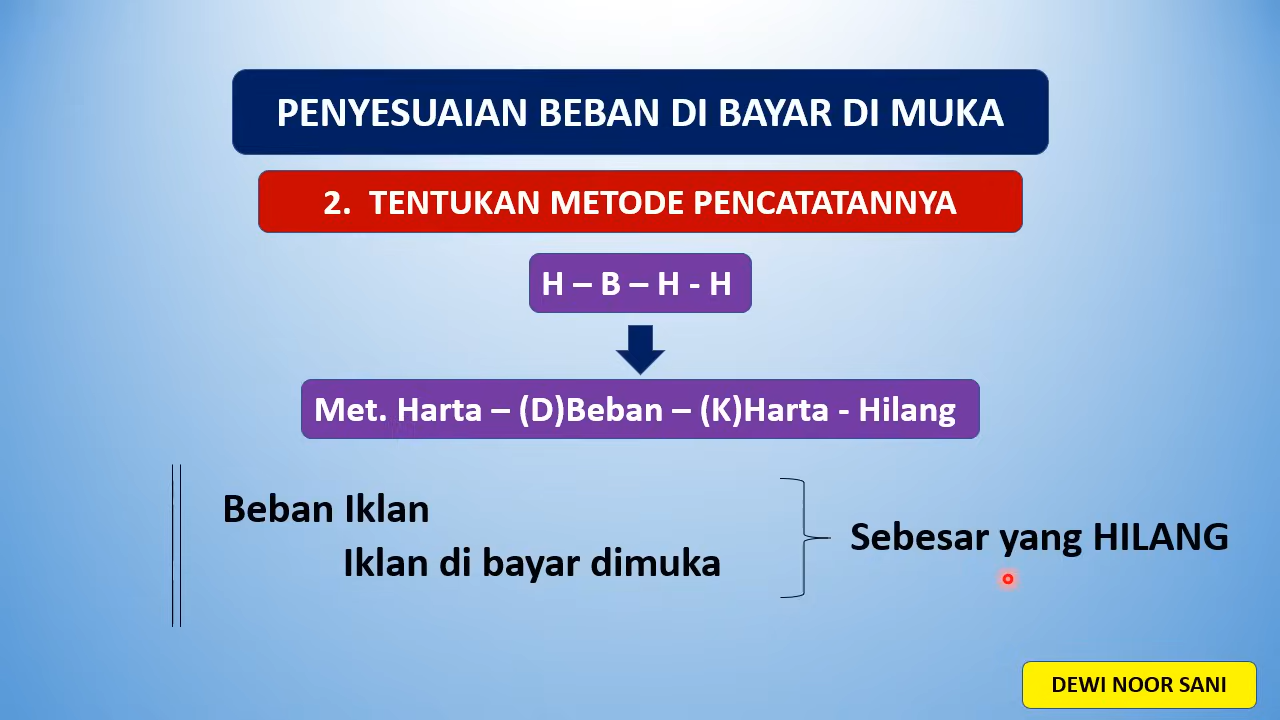 PENYESUAIAN BEBAN DI BAYAR DI MUKA
2. TENTUKAN METODE PENCATATANNYA
H – B – H - H
Met. Harta – (D)Beban – (K)Harta - Hilang
Beban Iklan
Iklan di bayar dimuka
Sebesar yang HILANG
DEWI NOOR SANI